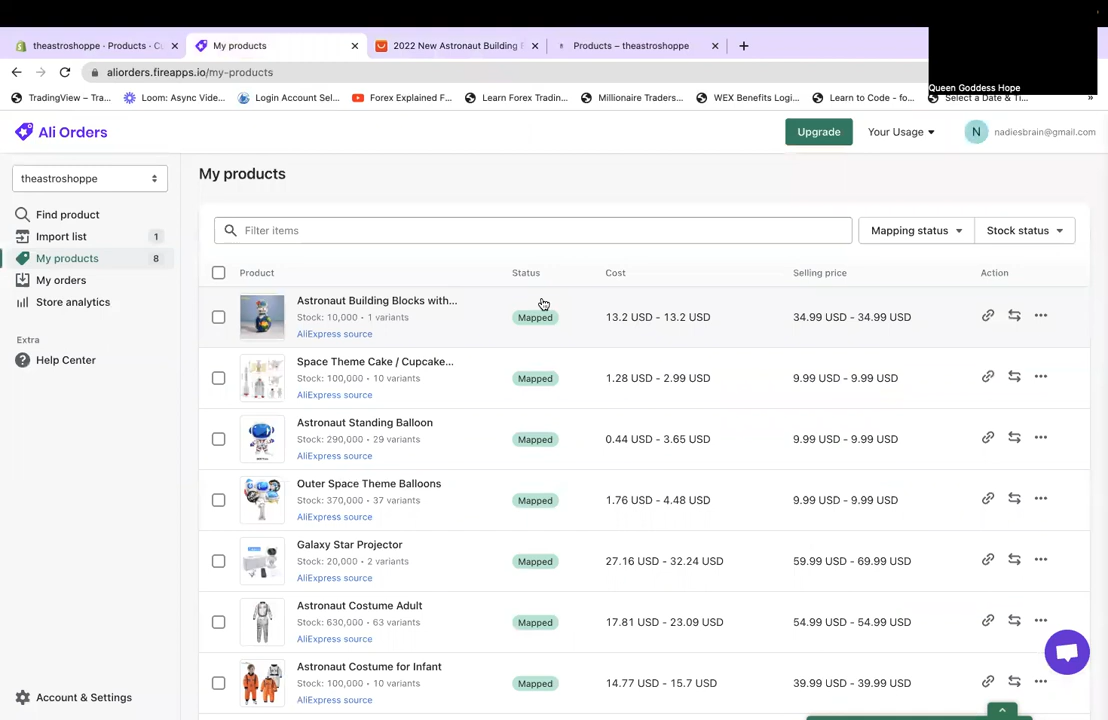 theastroshoppe · Products · Cu
My products
2022 New Astronaut Building B
Products – theastroshoppe
aliorders.fireapps.io/my-products
Queen Goddess Hope
TradingView – Tra...
Loom: Async Vide...
Login Account Sel...
Forex Explained F...
Learn Forex Tradin...
Millionaire Traders...
WEX Benefits Logi...
Learn to Code - fo...
Select a Date & Ti...
Ali Orders
Upgrade
Your Usage
N
nadiesbrain@gmail.com
theastroshoppe
Find product
Import list 1
My products 8
My orders
Store analytics
Extra
Help Center
Account & Settings
My products
Filter items
Mapping status
Stock status
Product Status Cost Selling price Action
Astronaut Building Blocks with...
Stock: 10,000 • 1 variants
AliExpress source
Mapped
13.2 USD - 13.2 USD
34.99 USD - 34.99 USD
Space Theme Cake / Cupcake...
Stock: 100,000 • 10 variants
AliExpress source
Mapped
1.28 USD - 2.99 USD
9.99 USD - 9.99 USD
Astronaut Standing Balloon
Stock: 290,000 • 29 variants
AliExpress source
Mapped
0.44 USD - 3.65 USD
9.99 USD - 9.99 USD
Outer Space Theme Balloons
Stock: 370,000 • 37 variants
AliExpress source
Mapped
1.76 USD - 4.48 USD
9.99 USD - 9.99 USD
Galaxy Star Projector
Stock: 20,000 • 2 variants
AliExpress source
Mapped
27.16 USD - 32.24 USD
59.99 USD - 69.99 USD
Astronaut Costume Adult
Stock: 630,000 • 63 variants
AliExpress source
Mapped
17.81 USD - 23.09 USD
54.99 USD - 54.99 USD
Astronaut Costume for Infant
Stock: 100,000 • 10 variants
AliExpress source
Mapped
14.77 USD - 15.7 USD
39.99 USD - 39.99 USD